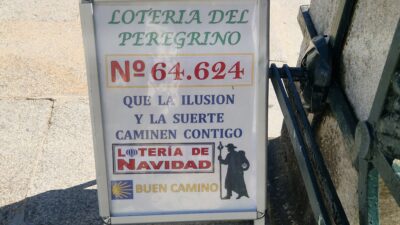 LOTERIA DEL
PEREGRINO
Nº 64.624
QUE LA ILUSION
Y LA SUERTE
CAMINEN CONTIGO
LOTERÍA DE
NAVIDAD
BUEN CAMINO